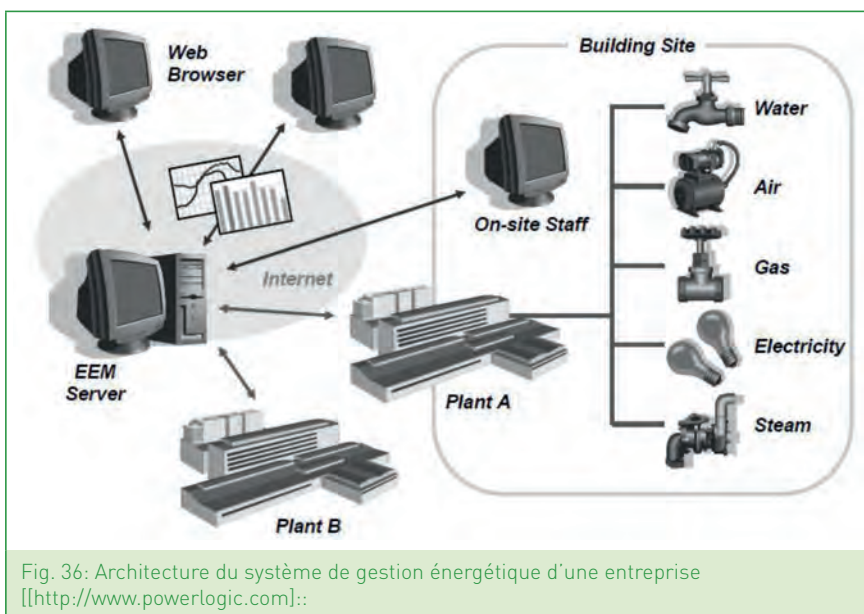 Web
Browser
Building Site
Water
Air
On-site Staff
Gas
Internet
EEM
Server
Electricity
Plant A
Steam
Plant B
Fig. 36: Architecture du système de gestion énergétique d'une entreprise
[[http://www.powerlogic.com]::